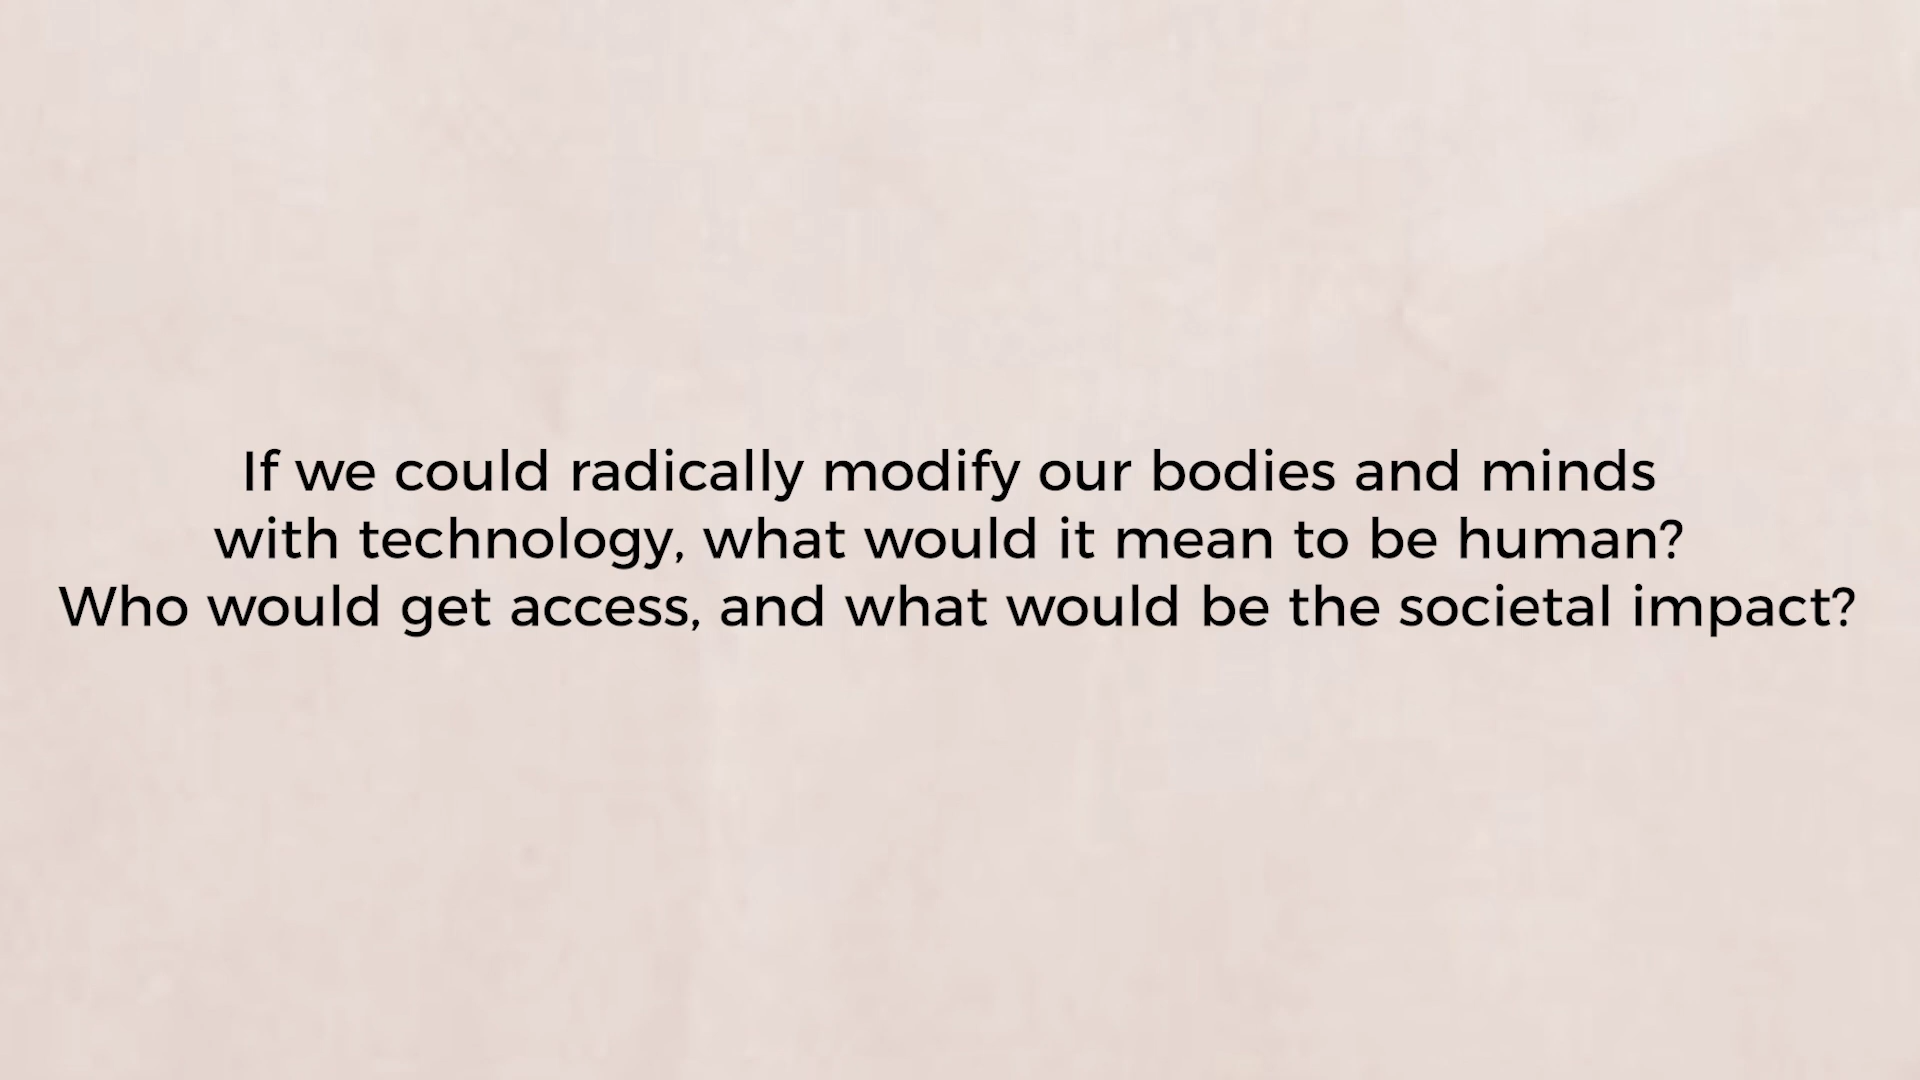 If we could radically modify our bodies and minds
with technology, what would it mean to be human?
Who would get access, and what would be the societal impact?